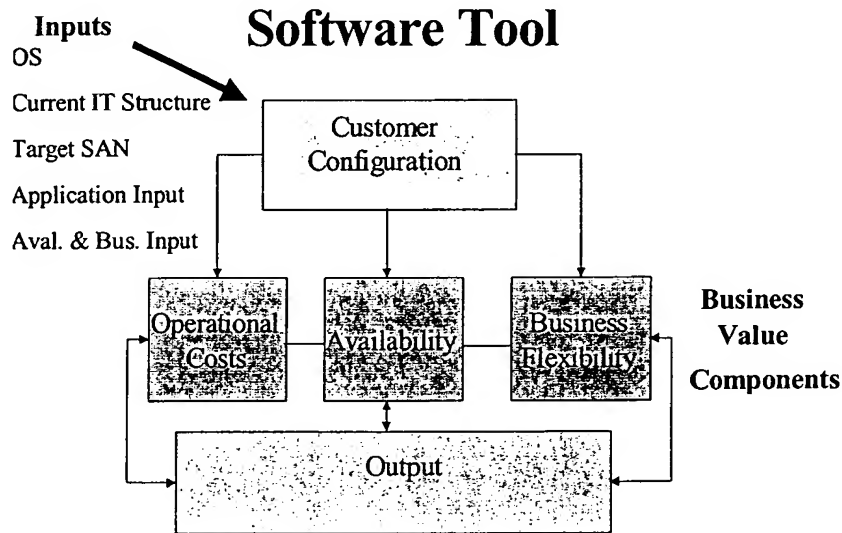 Software Tool
Inputs
OS
Current IT Structure
Target SAN
Application Input
Aval. & Bus. Input
Customer
Configuration
Operational
Costs
Availability
Business
Flexibility
Business
Value
Components
Output